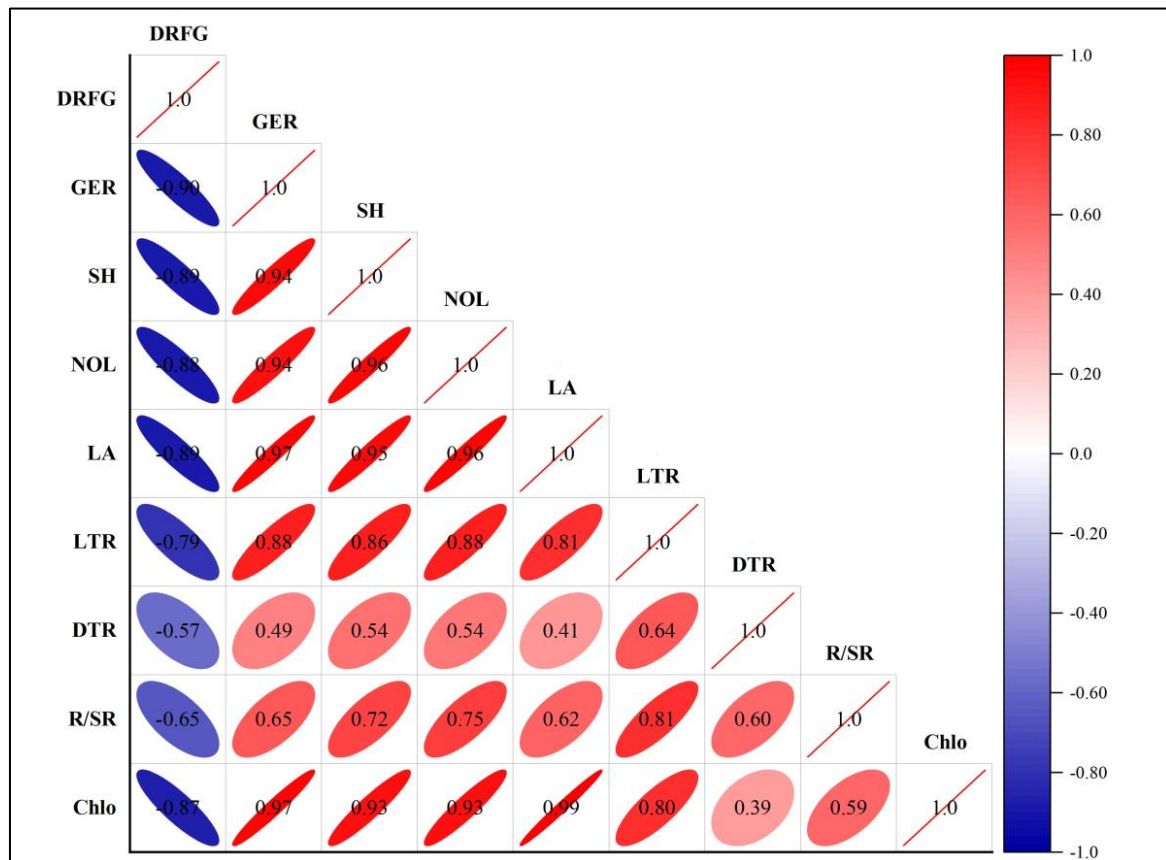 DRFG
DRFG 1.0
GER
GER -0.90 1.0
SH
SH -0.89 0.94 1.0
NOL
NOL -0.88 0.94 0.96 1.0
LA
LA -0.89 0.97 0.95 0.96 1.0
LTR
LTR -0.79 0.88 0.86 0.88 0.81 1.0
DTR
DTR -0.57 0.49 0.54 0.54 0.41 0.64 1.0
R/SR
R/SR -0.65 0.65 0.72 0.75 0.62 0.81 0.60 1.0
Chlo
Chlo -0.87 0.97 0.93 0.93 0.99 0.80 0.39 0.59 1.0
1.0
0.80
0.60
0.40
0.20
0.0
-0.20
-0.40
-0.60
-0.80
-1.0